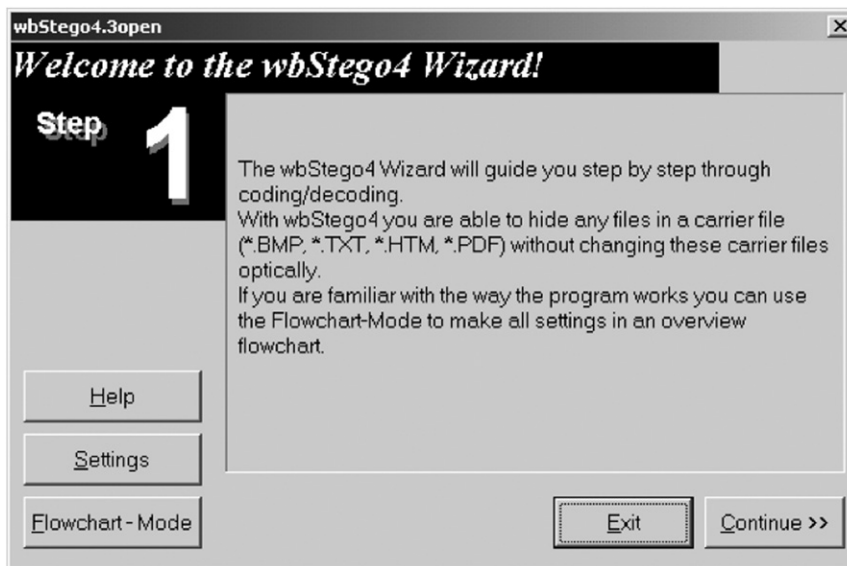 wbStego4.3open
Welcome to the wbStego4 Wizard!
Step 1
The wbStego4 Wizard will guide you step by step through
coding/decoding.
With wbStego4 you are able to hide any files in a carrier file
(*.BMP, *.TXT, *.HTM, *.PDF) without changing these carrier files
optically.
If you are familiar with the way the program works you can use
the Flowchart-Mode to make all settings in an overview
flowchart.
Help
Settings
Flowchart - Mode
Exit
Continue >>